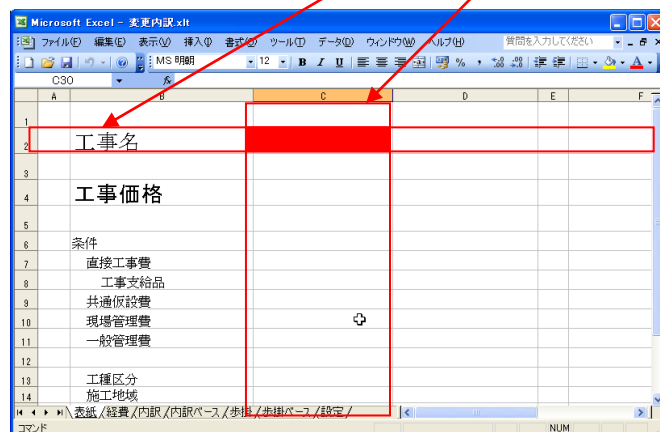 Microsoft Excel - 変更内訳.xlt
ファイル(F) 編集(E) 表示(V) 挿入(I) 書式(O) ツール(T) データ(D) ウィンドウ(W) ヘルプ(H) 質問を入力してください
MS 明朝 12 B I U % ,
C30 fx
A B C D E F
1
2 工事名
3
4 工事価格
5
6 条件
7 直接工事費
8 工事支給品
9 共通仮設費
10 現場管理費
11 一般管理費
12
13 工種区分
14 施工地域
表紙 / 経費 / 内訳 / 内訳ベース / 歩掛 / 歩掛ベース / 設定 /
コマンド NUM